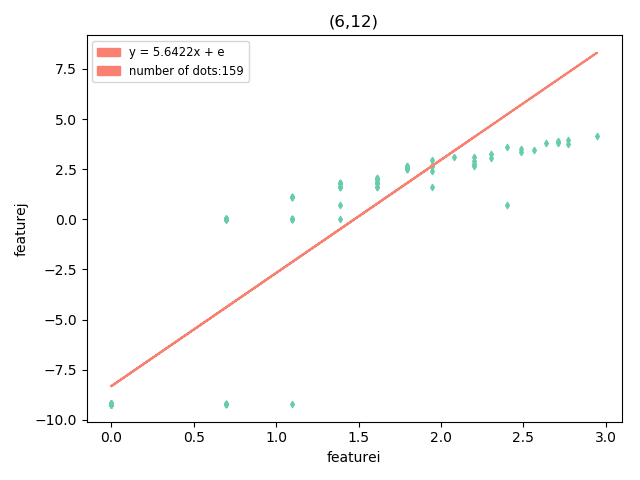 (6,12)
y = 5.6422x + e
number of dots:159
7.5
5.0
2.5
0.0
−2.5
−5.0
−7.5
−10.0
featurej
0.0 0.5 1.0 1.5 2.0 2.5 3.0
featurei